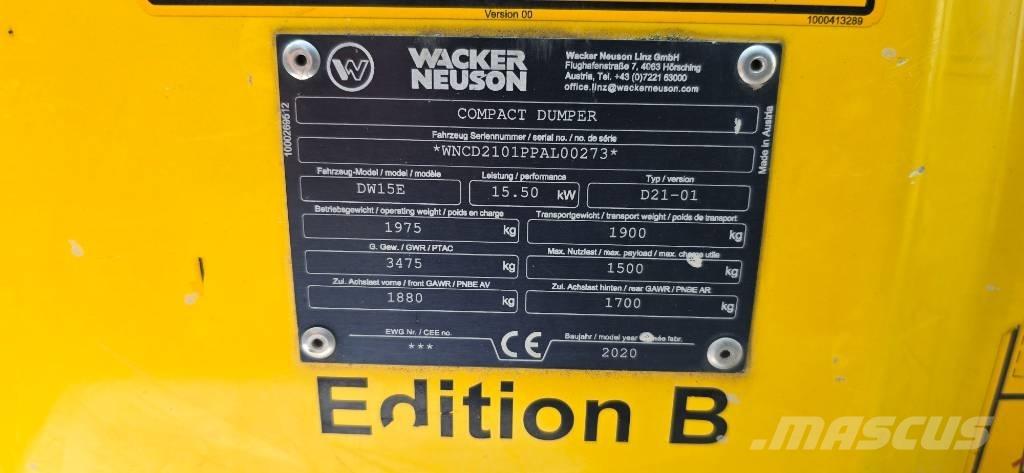 Version 00
1000413289
WACKER
NEUSON
Wacker Neuson Linz GmbH
Flughafenstraße 7, 4063 Hörsching
Austria, Tel. +43 (0)7221 63000
office.linz@wackerneuson.com
1000269512
Made in Austria
COMPACT DUMPER
Fahrzeug Seriennummer / serial no. / no. de série
*WNCD2101PPAL00273*
Fahrzeug-Model / model / modèle
DW15E
Leistung / performance
15.50 kW
Typ / version
D21-01
Betriebsgewicht / operating weight / poids en charge
1975 kg
Transportgewicht / transport weight / poids de transport
1900 kg
G. Gew. / GWR / PTAC
3475 kg
Max. Nutzlast / max. payload / max. charge utile
1500 kg
Zul. Achslast vorne / front GAWR / PNBE AV
1880 kg
Zul. Achslast hinten / rear GAWR / PNBE AR
1700 kg
EWG Nr. / CEE no.
***
CE
Baujahr / model year / année fabr.
2020
Edition B
MASCUS